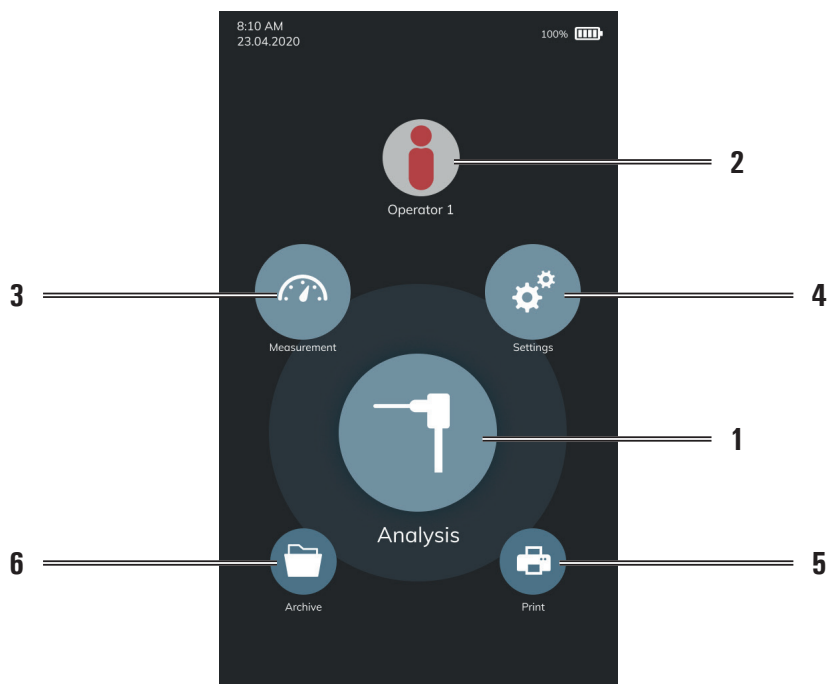 8:10 AM
23.04.2020
100%
2
Operator 1
3
4
Measurement
Settings
1
Analysis
6
5
Archive
Print